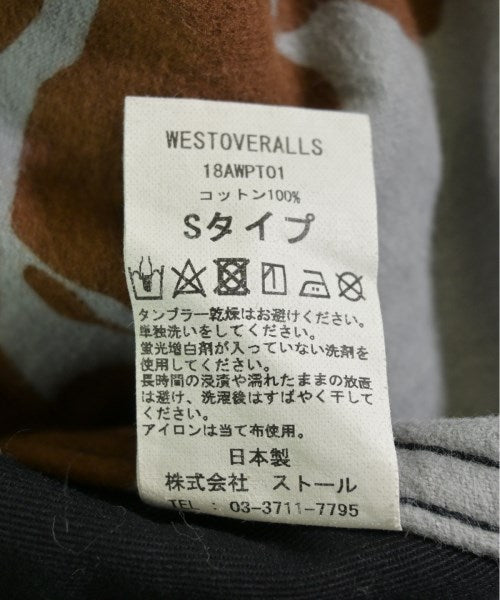 WESTOVERALLS
18AWPT01
コットン100%
Sタイプ
タンブラー乾燥はお避けください。
単独洗いをしてください。
蛍光増白剤が入っていない洗剤を
使用してください。
長時間の浸漬や濡れたままの放置
は避け、洗濯後はすばやく干して
ください。
アイロンは当て布使用。
日本製
株式会社 ストール
TEL : 03-3711-7795